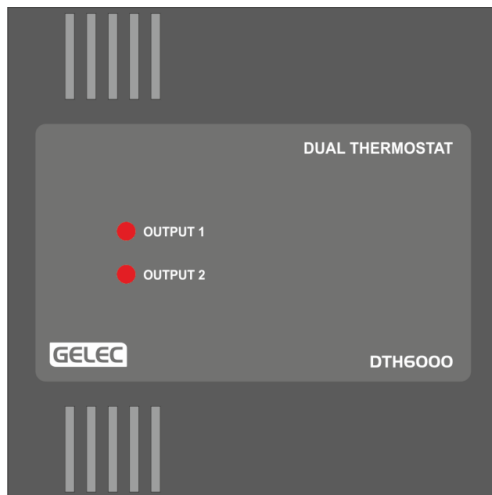 DUAL THERMOSTAT
OUTPUT 1
OUTPUT 2
GELEC
DTH6000